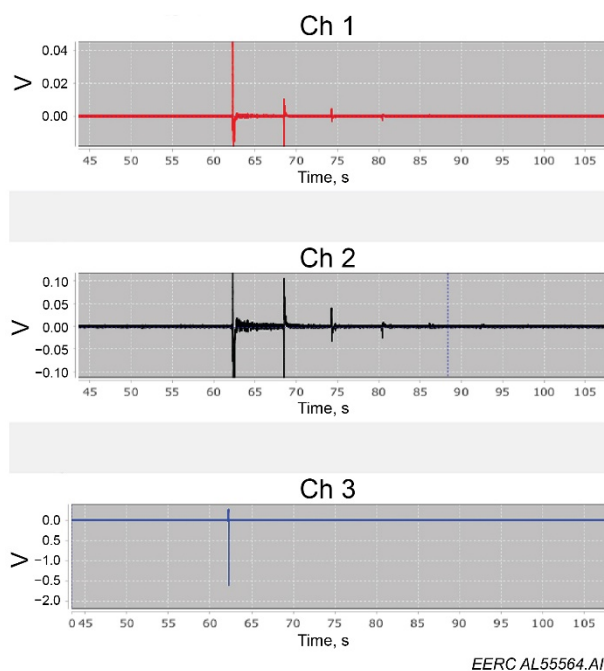 Ch 1
0.04
0.02
0.00
V
45 50 55 60 65 70 75 80 85 90 95 100 105
Time, s
Ch 2
0.10
0.05
0.00
−0.05
−0.10
V
45 50 55 60 65 70 75 80 85 90 95 100 105
Time, s
Ch 3
0.0
0.5
−1.0
−0.5
−2.0
V
045 50 55 60 65 70 75 80 85 90 95 100 105
Time, s
EERC AL55564.AI